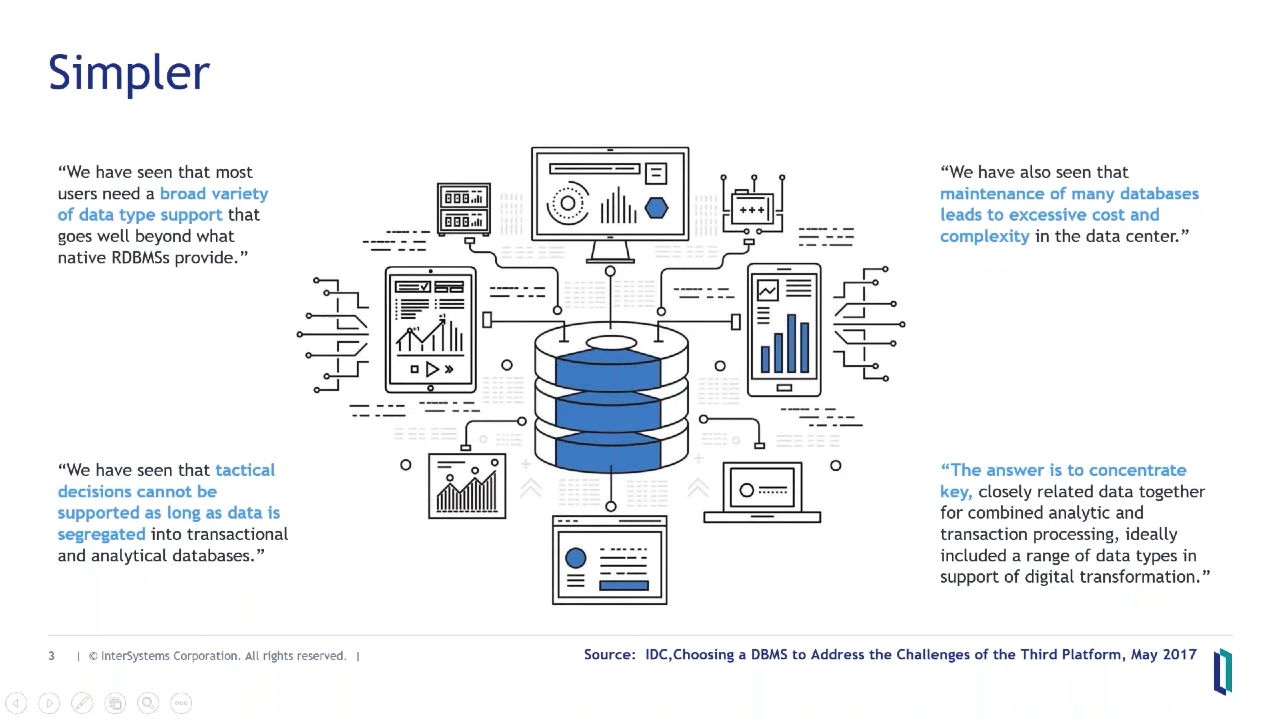 Simpler
“We have seen that most
users need a broad variety
of data type support that
goes well beyond what
native RDBMSs provide.”
“We have also seen that
maintenance of many databases
leads to excessive cost and
complexity in the data center.”
“We have seen that tactical
decisions cannot be
supported as long as data is
segregated into transactional
and analytical databases.”
“The answer is to concentrate
key, closely related data together
for combined analytic and
transaction processing, ideally
included a range of data types in
support of digital transformation.”
3 | © InterSystems Corporation. All rights reserved. |
Source: IDC,Choosing a DBMS to Address the Challenges of the Third Platform, May 2017